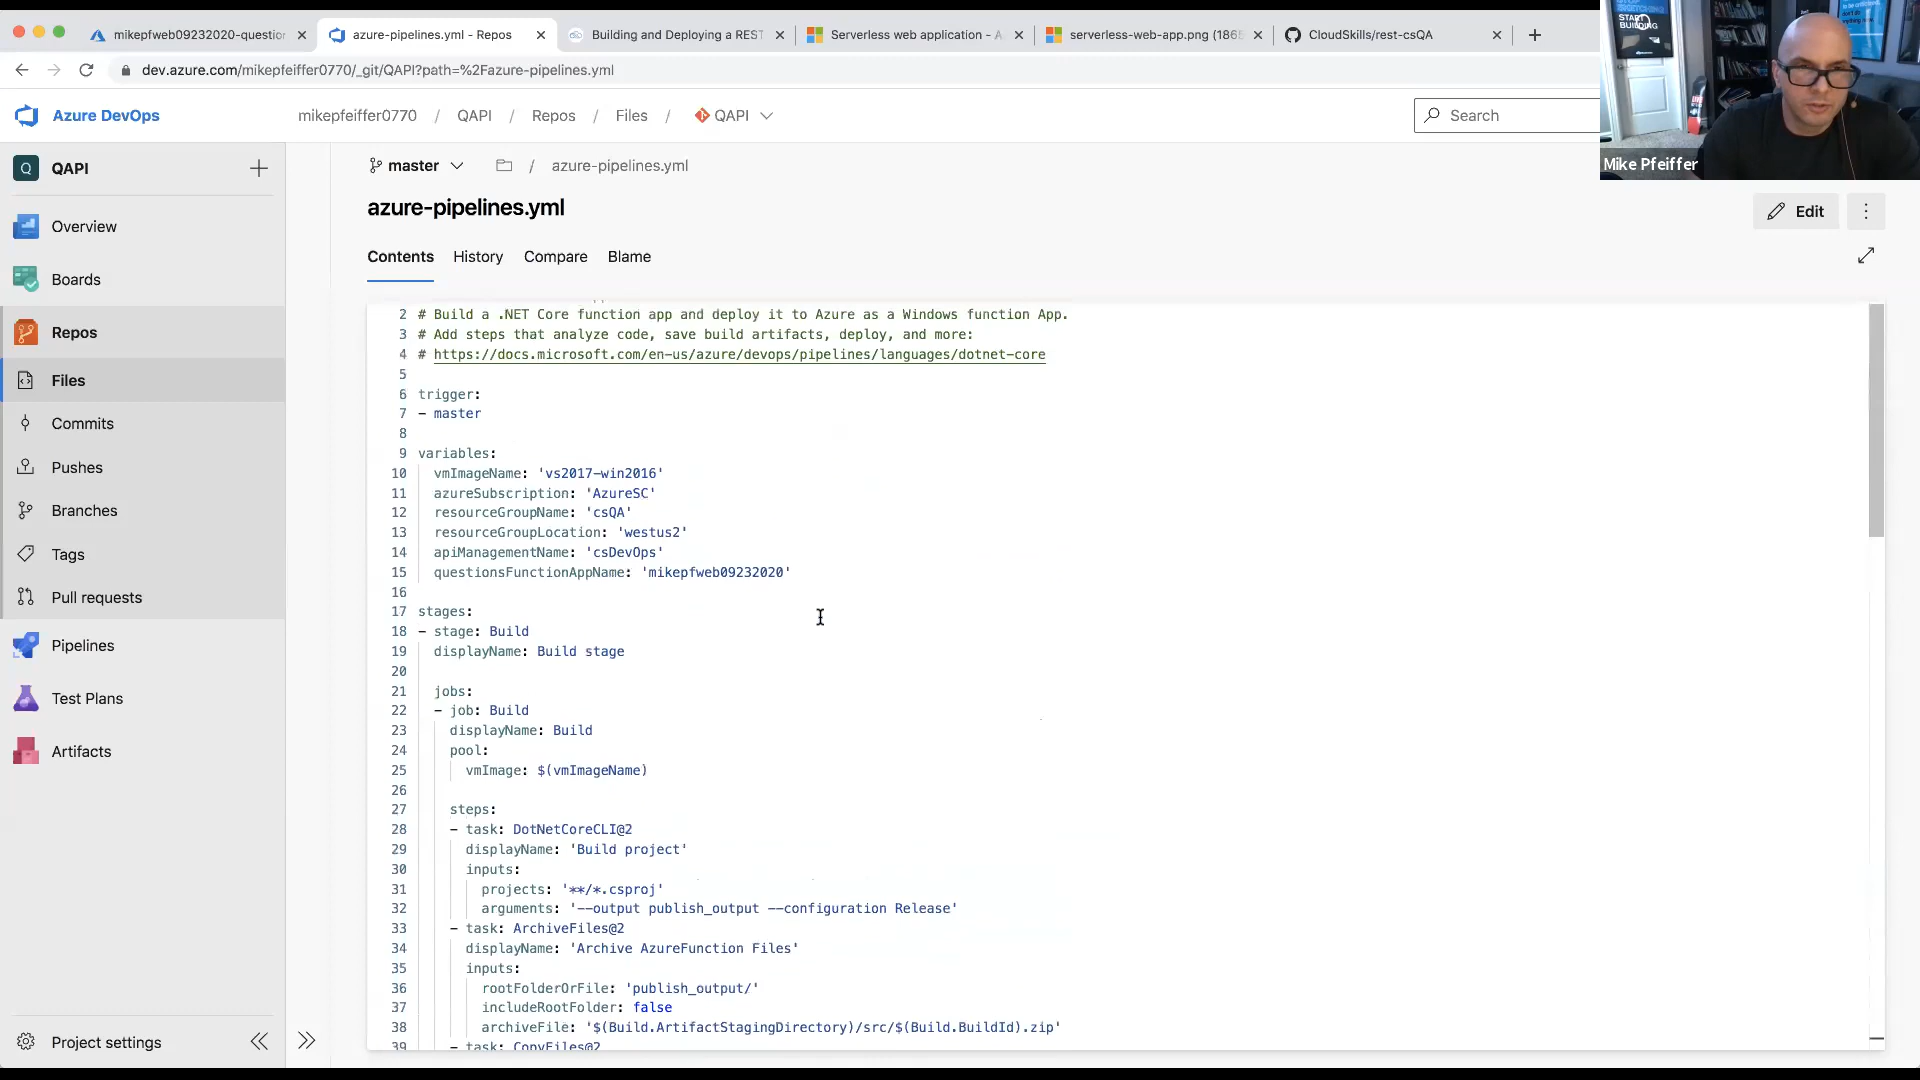 mikepfweb09232020-question
azure-pipelines.yml - Repos
Building and Deploying a REST
Serverless web application - A
serverless-web-app.png (1865
CloudSkills/rest-csQA
dev.azure.com/mikepfeiffer0770/_git/QAPI?path=%2Fazure-pipelines.yml
START
BUILDING
Mike Pfeiffer
Azure DevOps
mikepfeiffer0770 / QAPI / Repos / Files / QAPI
Search
Q QAPI
Overview
Boards
Repos
Files
Commits
Pushes
Branches
Tags
Pull requests
Pipelines
Test Plans
Artifacts
Project settings
master / azure-pipelines.yml
azure-pipelines.yml
Edit
Contents History Compare Blame
2 # Build a .NET Core function app and deploy it to Azure as a Windows function App.
3 # Add steps that analyze code, save build artifacts, deploy, and more:
4 # https://docs.microsoft.com/en-us/azure/devops/pipelines/languages/dotnet-core
5
6 trigger:
7 - master
8
9 variables:
10 vmImageName: 'vs2017-win2016'
11 azureSubscription: 'AzureSC'
12 resourceGroupName: 'csQA'
13 resourceGroupLocation: 'westus2'
14 apiManagementName: 'csDevOps'
15 questionsFunctionAppName: 'mikepfweb09232020'
16
17 stages:
18 - stage: Build
19 displayName: Build stage
20
21 jobs:
22 - job: Build
23 displayName: Build
24 pool:
25 vmImage: $(vmImageName)
26
27 steps:
28 - task: DotNetCoreCLI@2
29 displayName: 'Build project'
30 inputs:
31 projects: '**/*.csproj'
32 arguments: '--output publish_output --configuration Release'
33 - task: ArchiveFiles@2
34 displayName: 'Archive AzureFunction Files'
35 inputs:
36 rootFolderOrFile: 'publish_output/'
37 includeRootFolder: false
38 archiveFile: '$(Build.ArtifactStagingDirectory)/src/$(Build.BuildId).zip'
39 - task: CopyFiles@2